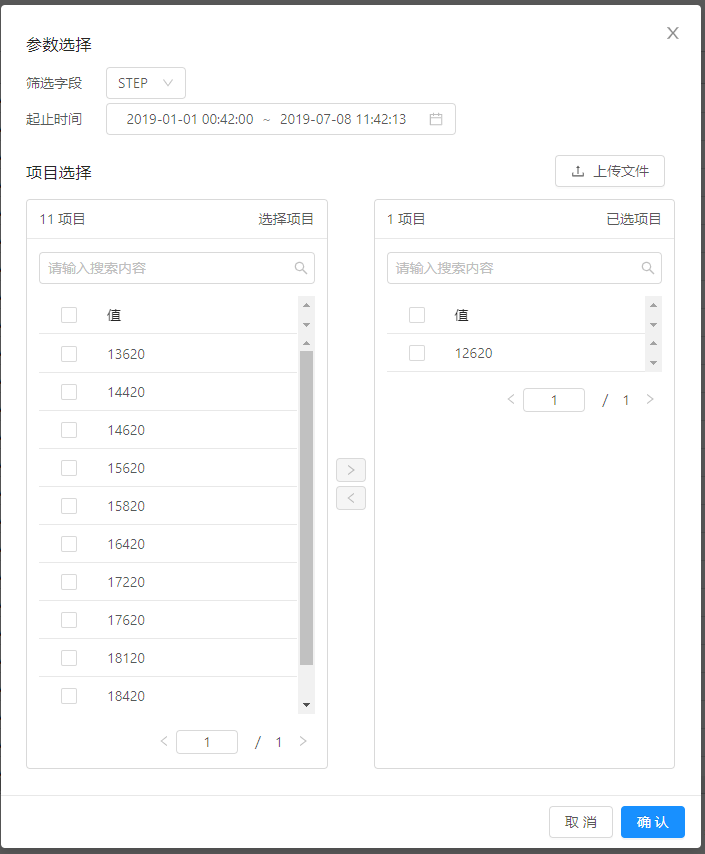 参数选择
筛选字段 STEP
起止时间 2019-01-01 00:42:00 ~ 2019-07-08 11:42:13
项目选择 上传文件
11 项目 选择项目
请输入搜索内容
值
13620
14420
14620
15620
15820
16420
17220
17620
18120
18420
1 / 1
1 项目 已选项目
请输入搜索内容
值
12620
1 / 1
取 消 确 认